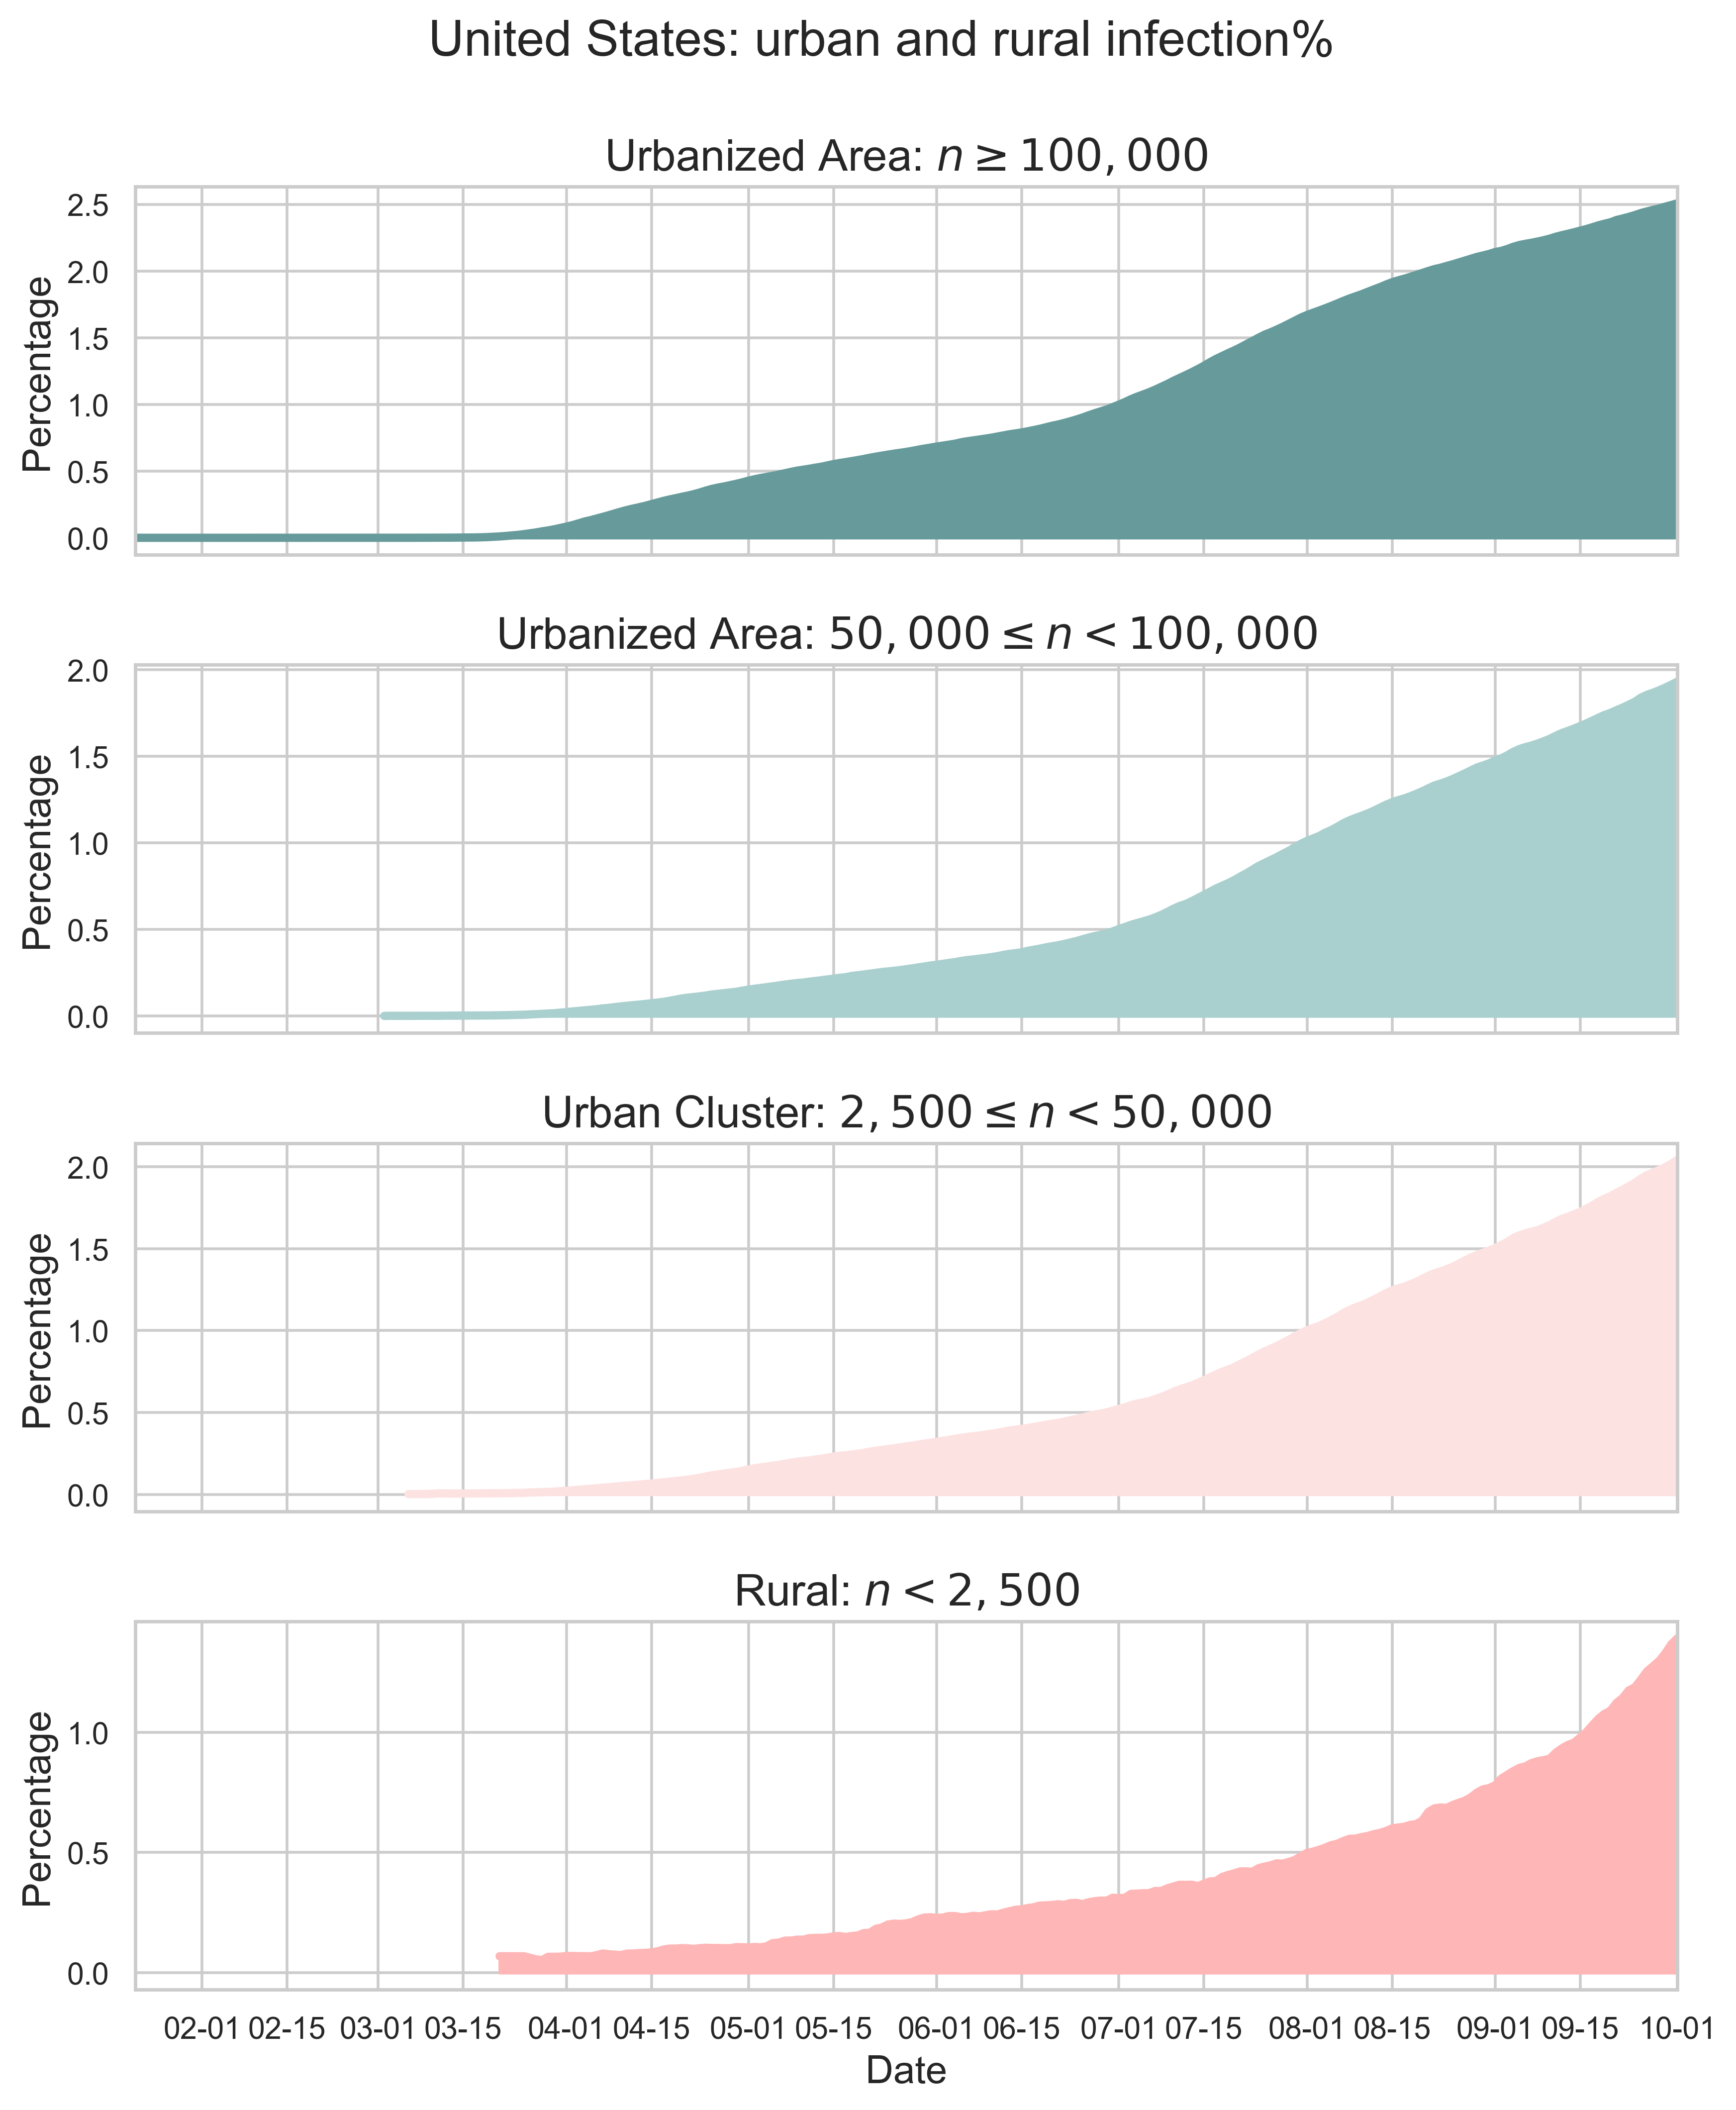 United States: urban and rural infection%
Urbanized Area: n ≥ 100, 000
2.5
2.0
1.5
1.0
0.5
0.0
Percentage
Urbanized Area: 50, 000 ≤ n < 100, 000
2.0
1.5
1.0
0.5
0.0
Percentage
Urban Cluster: 2, 500 ≤ n < 50, 000
2.0
1.5
1.0
0.5
0.0
Percentage
Rural: n < 2, 500
1.0
0.5
0.0
Percentage
02-01 02-15 03-01 03-15 04-01 04-15 05-01 05-15 06-01 06-15 07-01 07-15 08-01 08-15 09-01 09-15 10-01
Date